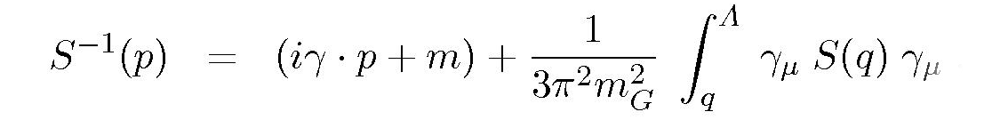 S^{-1}(p) = (iγ · p + m) + \frac{1}{3π^2 m_G^2} \int_q^Λ γ_μ S(q) γ_μ